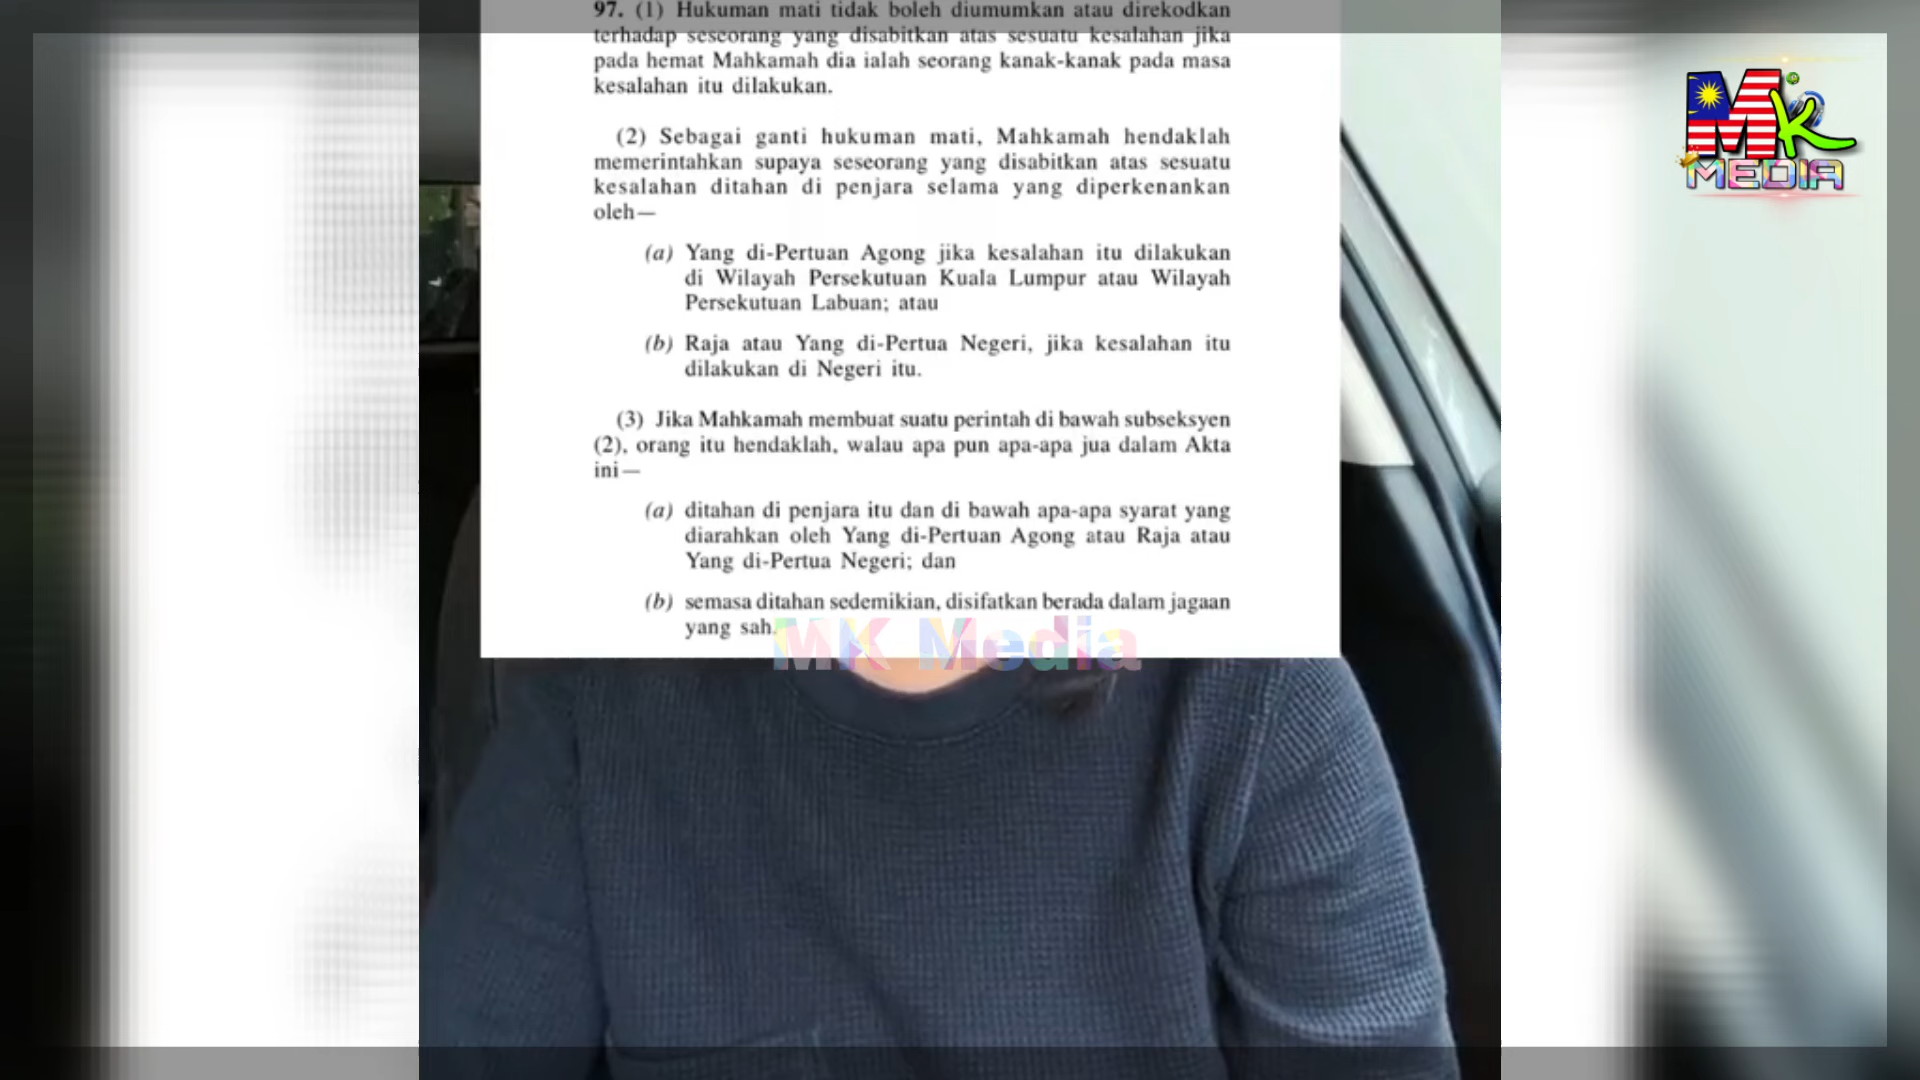 97. (1) Hukuman mati tidak boleh diumumkan atau direkodkan
terhadap seseorang yang disabitkan atas sesuatu kesalahan jika
pada hemat Mahkamah dia ialah seorang kanak-kanak pada masa
kesalahan itu dilakukan.
(2) Sebagai ganti hukuman mati, Mahkamah hendaklah
memerintahkan supaya seseorang yang disabitkan atas sesuatu
kesalahan ditahan di penjara selama yang diperkenankan
oleh—
(a) Yang di-Pertuan Agong jika kesalahan itu dilakukan
di Wilayah Persekutuan Kuala Lumpur atau Wilayah
Persekutuan Labuan; atau
(b) Raja atau Yang di-Pertua Negeri, jika kesalahan itu
dilakukan di Negeri itu.
(3) Jika Mahkamah membuat suatu perintah di bawah subseksyen
(2), orang itu hendaklah, walau apa pun apa-apa jua dalam Akta
ini—
(a) ditahan di penjara itu dan di bawah apa-apa syarat yang
diarahkan oleh Yang di-Pertuan Agong atau Raja atau
Yang di-Pertua Negeri; dan
(b) semasa ditahan sedemikian, disifatkan berada dalam jagaan
yang sah.
MK Media
MK
MEDIA